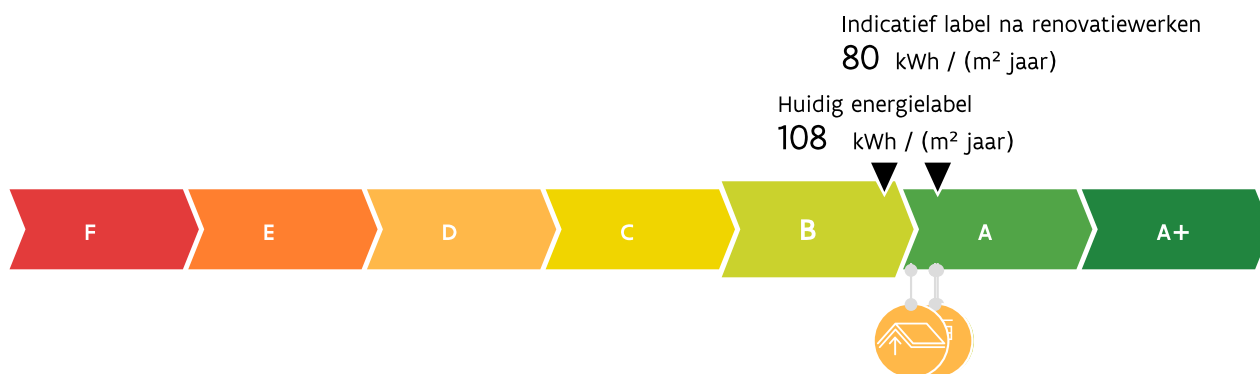 Indicatief label na renovatiewerken
80 kWh / (m² jaar)
Huidig energielabel
108 kWh / (m² jaar)
F E D C B A A+